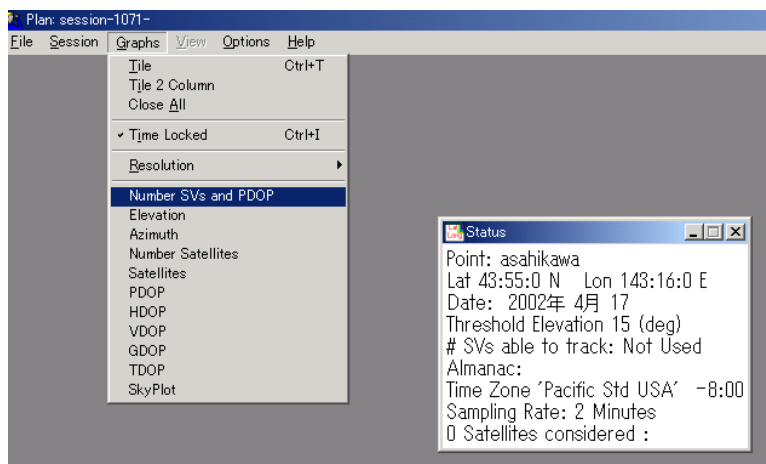 Plan: session-1071-
File Session Graphs View Options Help
Tile Ctrl+T
Tile 2 Column
Close All
Time Locked Ctrl+I
Resolution
Number SVs and PDOP
Elevation
Azimuth
Number Satellites
Satellites
PDOP
HDOP
VDOP
GDOP
TDOP
SkyPlot
Status
Point: asahikawa
Lat 43:55:0 N Lon 143:16:0 E
Date: 2002年 4月 17
Threshold Elevation 15 (deg)
# SVs able to track: Not Used
Almanac:
Time Zone 'Pacific Std USA' -8:00
Sampling Rate: 2 Minutes
0 Satellites considered :